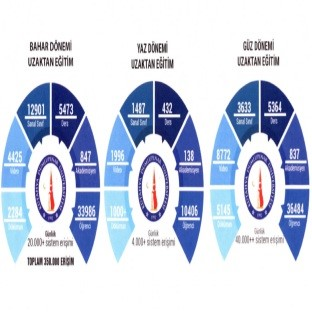 BAHAR DÖNEMİ
UZAKTAN EĞİTİM
12901
Sanal Sınıf
5473
Ders
4425
Video
847
Akademisyen
2284
Döküman
33986
Öğrenci
Günlük
20.000++ sistem erişimi
TOPLAM 350.000 ERİŞİM
YAZ DÖNEMİ
UZAKTAN EĞİTİM
1487
Sanal Sınıf
432
Ders
1996
Video
138
Akademisyen
1000+
Döküman
10406
Öğrenci
Günlük
4.000++ sistem erişimi
GÜZ DÖNEMİ
UZAKTAN EĞİTİM
3633
Sanal Sınıf
5364
Ders
8772
Video
837
Akademisyen
5145
Döküman
36484
Öğrenci
Günlük
40.000++ sistem erişimi